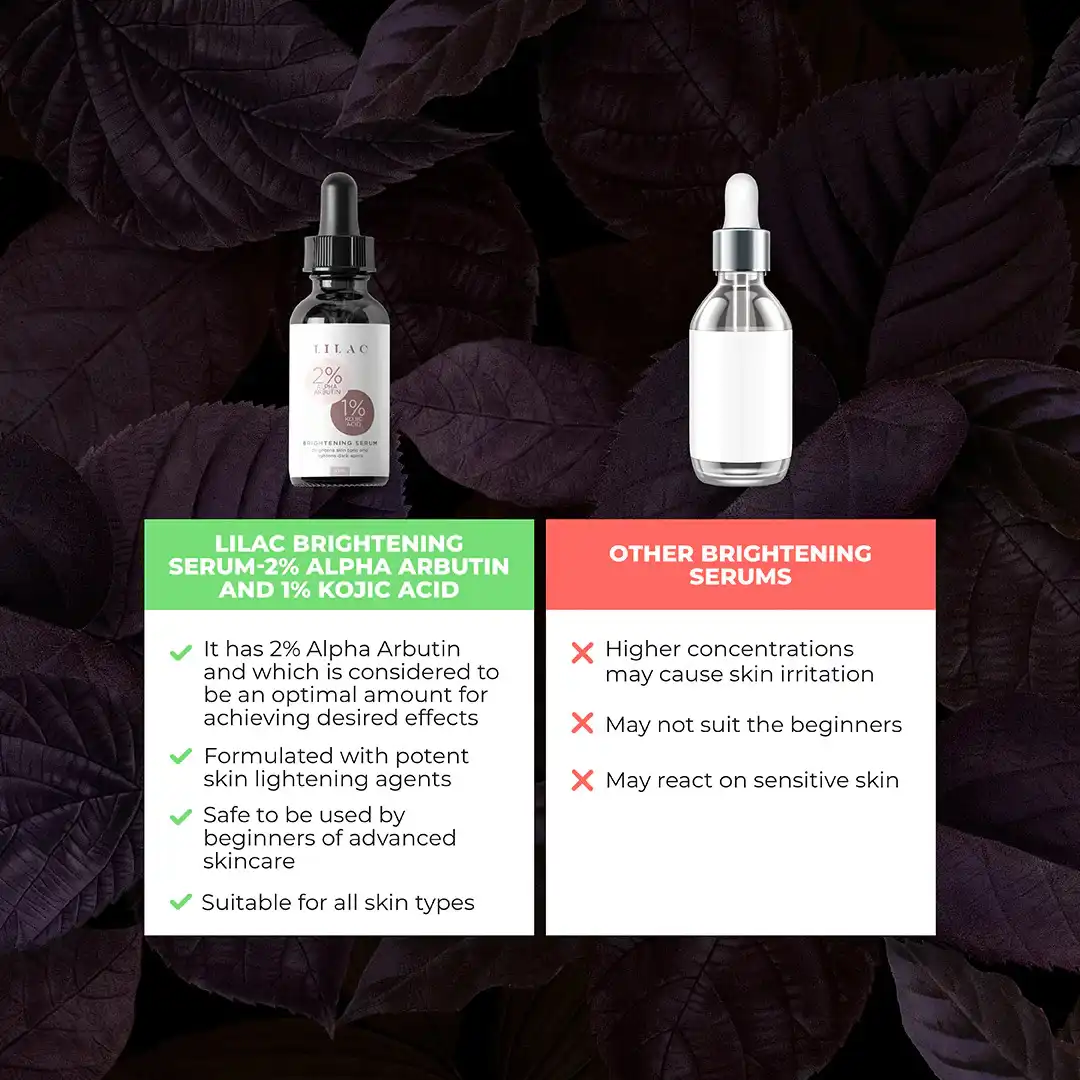 LILAC
2%
ALPHA
ARBUTIN
1%
KOJIC
ACID
BRIGHTENING SERUM
LILAC BRIGHTENING
SERUM-2% ALPHA ARBUTIN
AND 1% KOJIC ACID
It has 2% Alpha Arbutin
and which is considered to
be an optimal amount for
achieving desired effects
Formulated with potent
skin lightening agents
Safe to be used by
beginners of advanced
skincare
Suitable for all skin types
OTHER BRIGHTENING
SERUMS
Higher concentrations
may cause skin irritation
May not suit the beginners
May react on sensitive skin